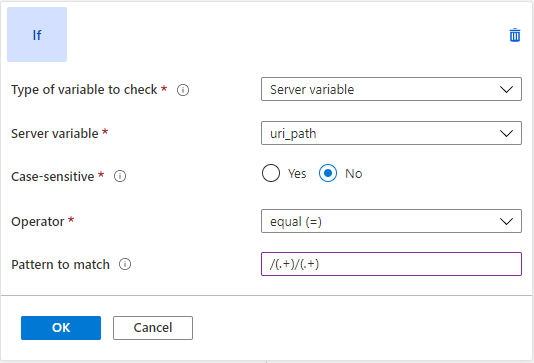 If
Type of variable to check *
Server variable
Server variable *
uri_path
Case-sensitive *
Yes
No
Operator *
equal (=)
Pattern to match
/(.+)/(.+)
OK
Cancel